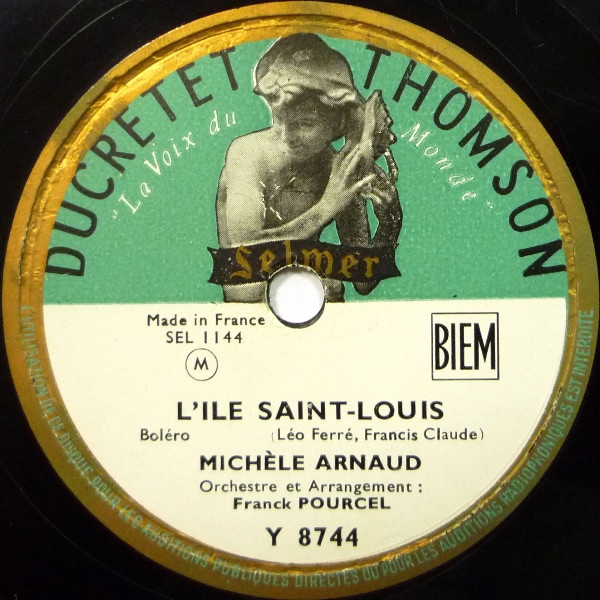 DUCRETET THOMSON
"La Voix du Monde"
Selmer
Made in France
SEL 1144
M
BIEM
L'ILE SAINT-LOUIS
Boléro (Léo Ferré, Francis Claude)
MICHÈLE ARNAUD
Orchestre et Arrangement :
Franck POURCEL
Y 8744
L'UTILISATION DE CE DISQUE POUR LES AUDITIONS PUBLIQUES DIRECTES OU POUR LES AUDITIONS RADIOPHONIQUES EST INTERDITE